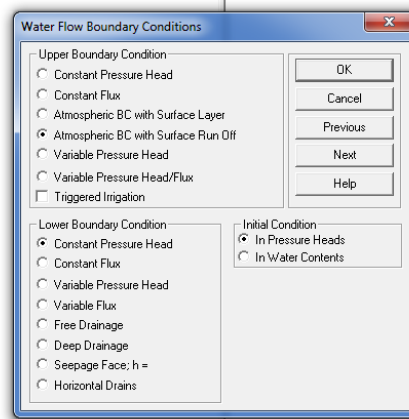 Water Flow Boundary Conditions
Upper Boundary Condition
Constant Pressure Head
Constant Flux
Atmospheric BC with Surface Layer
Atmospheric BC with Surface Run Off
Variable Pressure Head
Variable Pressure Head/Flux
Triggered Irrigation
OK
Cancel
Previous
Next
Help
Lower Boundary Condition
Constant Pressure Head
Constant Flux
Variable Pressure Head
Variable Flux
Free Drainage
Deep Drainage
Seepage Face; h =
Horizontal Drains
Initial Condition
In Pressure Heads
In Water Contents